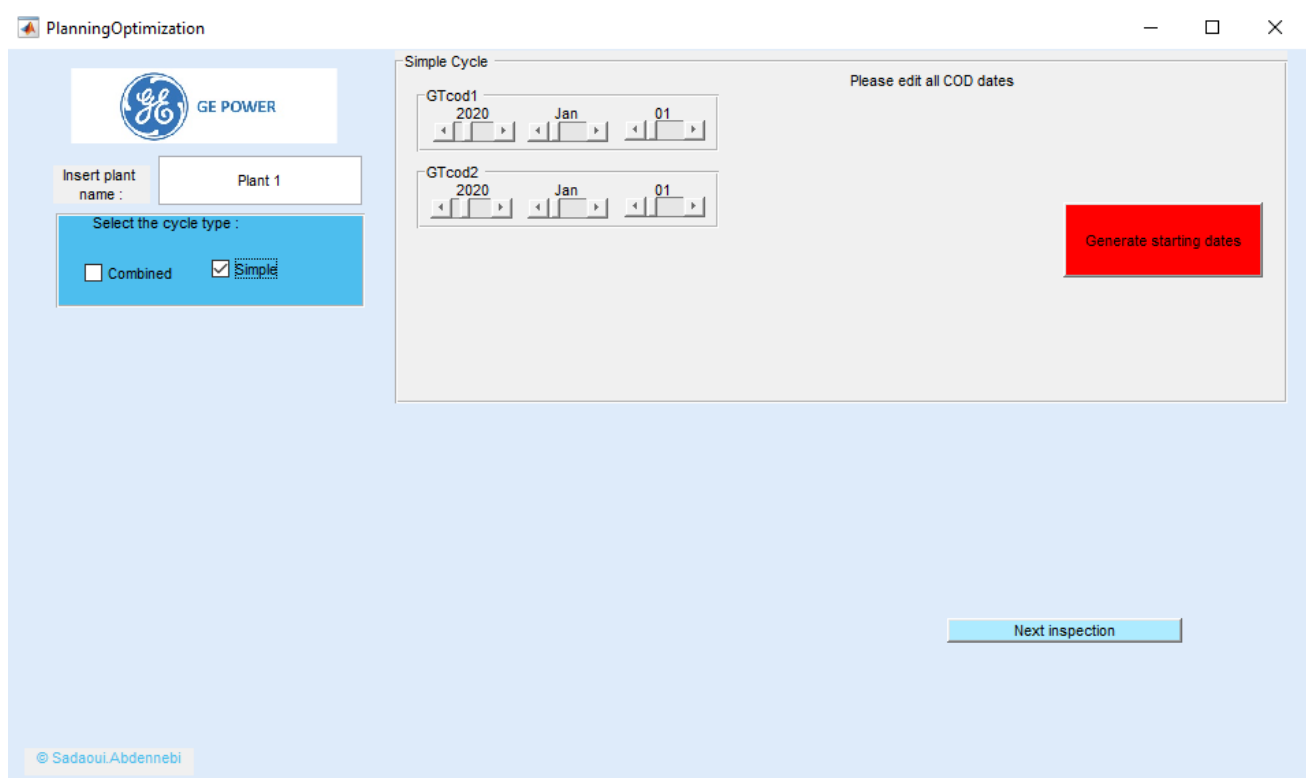 PlanningOptimization
GE POWER
Insert plant
name :
Plant 1
Select the cycle type :
Combined
Simple
Simple Cycle
Please edit all COD dates
GTcod1
2020 Jan 01
GTcod2
2020 Jan 01
Generate starting dates
Next inspection
© Sadaoui.Abdennebi